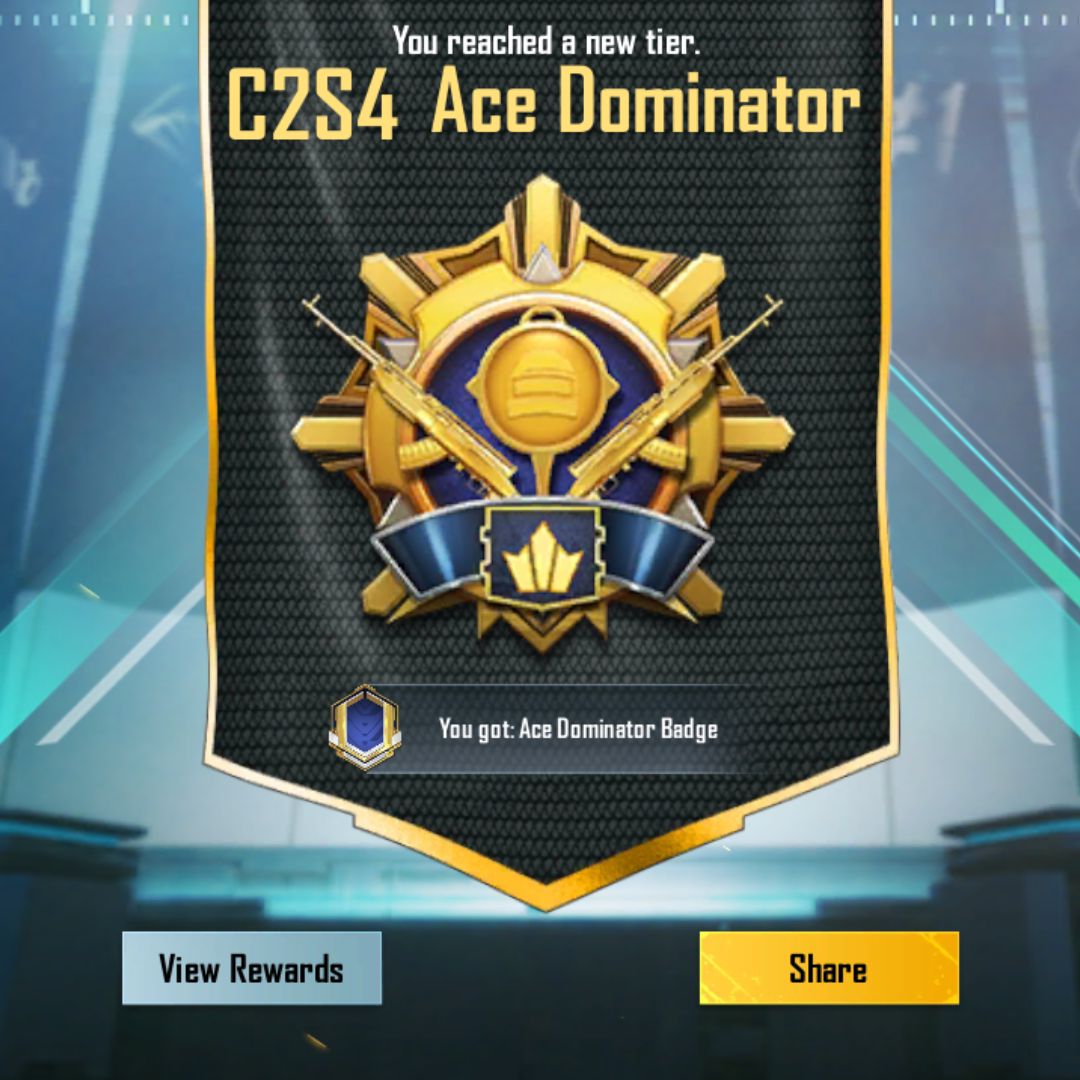 You reached a new tier.
C2S4 Ace Dominator
You got: Ace Dominator Badge
View Rewards
Share